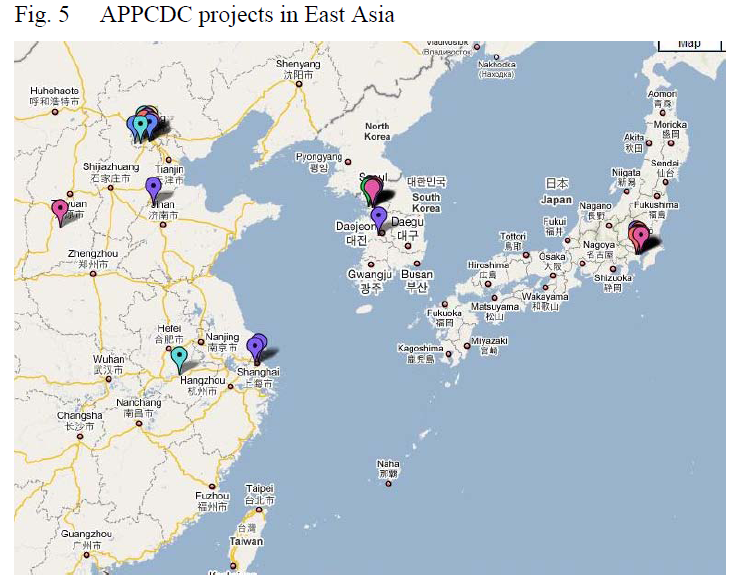 Fig. 5 APPCDC projects in East Asia
Map
Nakhodka
(Находка)
Shenyang
沈阳市
Huhehaote
呼和浩特市
Aomori
青森
North
Korea
Akita
秋田
Morioka
盛岡
Pyongyang
평양
Shijiazhuang
石家庄市
Tianjin
天津市
Sendai
仙台
Niigata
新潟
대한민국
South
Korea
日本
Japan
Nagano
長野
Fukushima
福島
济南市
Daejeon
대전
Daegu
대구
Fukui
福井
Tottori
鳥取
Nagoya
名古屋
Zhengzhou
郑州市
Gwangju
광주
Busan
부산
Hiroshima
広島
Osaka
大阪
Shizuoka
静岡
Wakayama
和歌山
Matsuyama
松山
Fukuoka
福岡
Hefei
合肥市
Nanjing
南京市
Miyazaki
宮崎
Kagoshima
鹿児島
Wuhan
武汉市
Shanghai
上海市
Hangzhou
杭州市
Nanchang
南昌市
Changsha
长沙市
Naha
那覇
Fuzhou
福州市
Taipei
台北市
台灣
Taiwan
Guangzhou
广州市